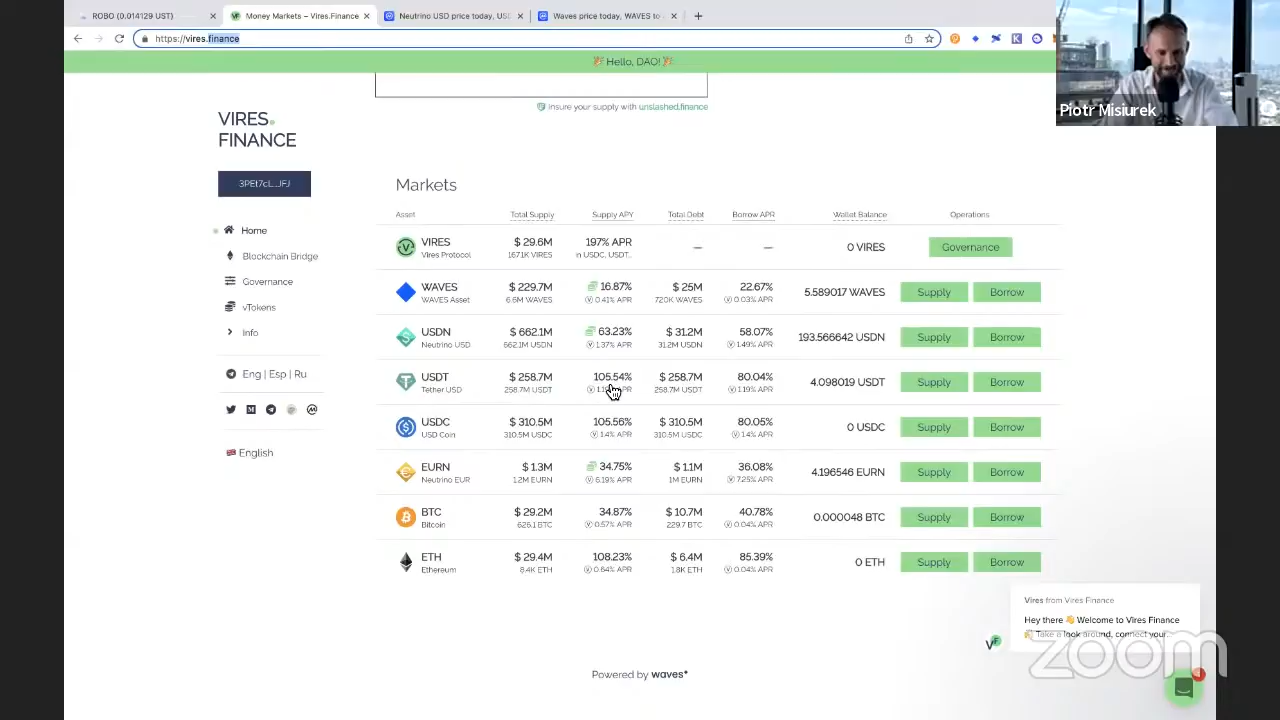 ROBO (0.014129 UST)
Money Markets – Vires.Finance
Neutrino USD price today, USD
Waves price today, WAVES to
https://vires.finance
Piotr Misiurek
🎉 Hello, DAO! 🎉
Insure your supply with unslashed.finance
VIRES.
FINANCE
3PEt7cL...JFJ
Home
Blockchain Bridge
Governance
vTokens
Info
Eng | Esp | Ru
English
Markets
Asset Total Supply Supply APY Total Debt Borrow APR Wallet Balance Operations
VIRES $ 29.6M 197% APR — — 0 VIRES Governance
Vires Protocol 1671K VIRES in USDC, USDT...
WAVES $ 229.7M 16.87% $ 25M 22.67% 5.589017 WAVES Supply Borrow
WAVES Asset 6.6M WAVES 0.41% APR 720K WAVES 0.03% APR
USDN $ 662.1M 63.23% $ 31.2M 58.07% 193.566642 USDN Supply Borrow
Neutrino USD 662.1M USDN 1.37% APR 31.2M USDN 1.49% APR
USDT $ 258.7M 105.54% $ 258.7M 80.04% 4.098019 USDT Supply Borrow
Tether USD 258.7M USDT 258.7M USDT 1.19% APR
USDC $ 310.5M 105.56% $ 310.5M 80.05% 0 USDC Supply Borrow
USD Coin 310.5M USDC 1.4% APR 310.5M USDC 1.4% APR
EURN $ 1.3M 34.75% $ 1.1M 36.08% 4.196546 EURN Supply Borrow
Neutrino EUR 1.2M EURN 6.19% APR 1M EURN 7.25% APR
BTC $ 29.2M 34.87% $ 10.7M 40.78% 0.000048 BTC Supply Borrow
Bitcoin 626.1 BTC 0.57% APR 229.7 BTC 0.04% APR
ETH $ 29.4M 108.23% $ 6.4M 85.39% 0 ETH Supply Borrow
Ethereum 8.4K ETH 0.64% APR 1.8K ETH 0.04% APR
Vires from Vires Finance
Hey there 👋 Welcome to Vires Finance
👏 Take a look around, connect your...
zoom
Powered by waves